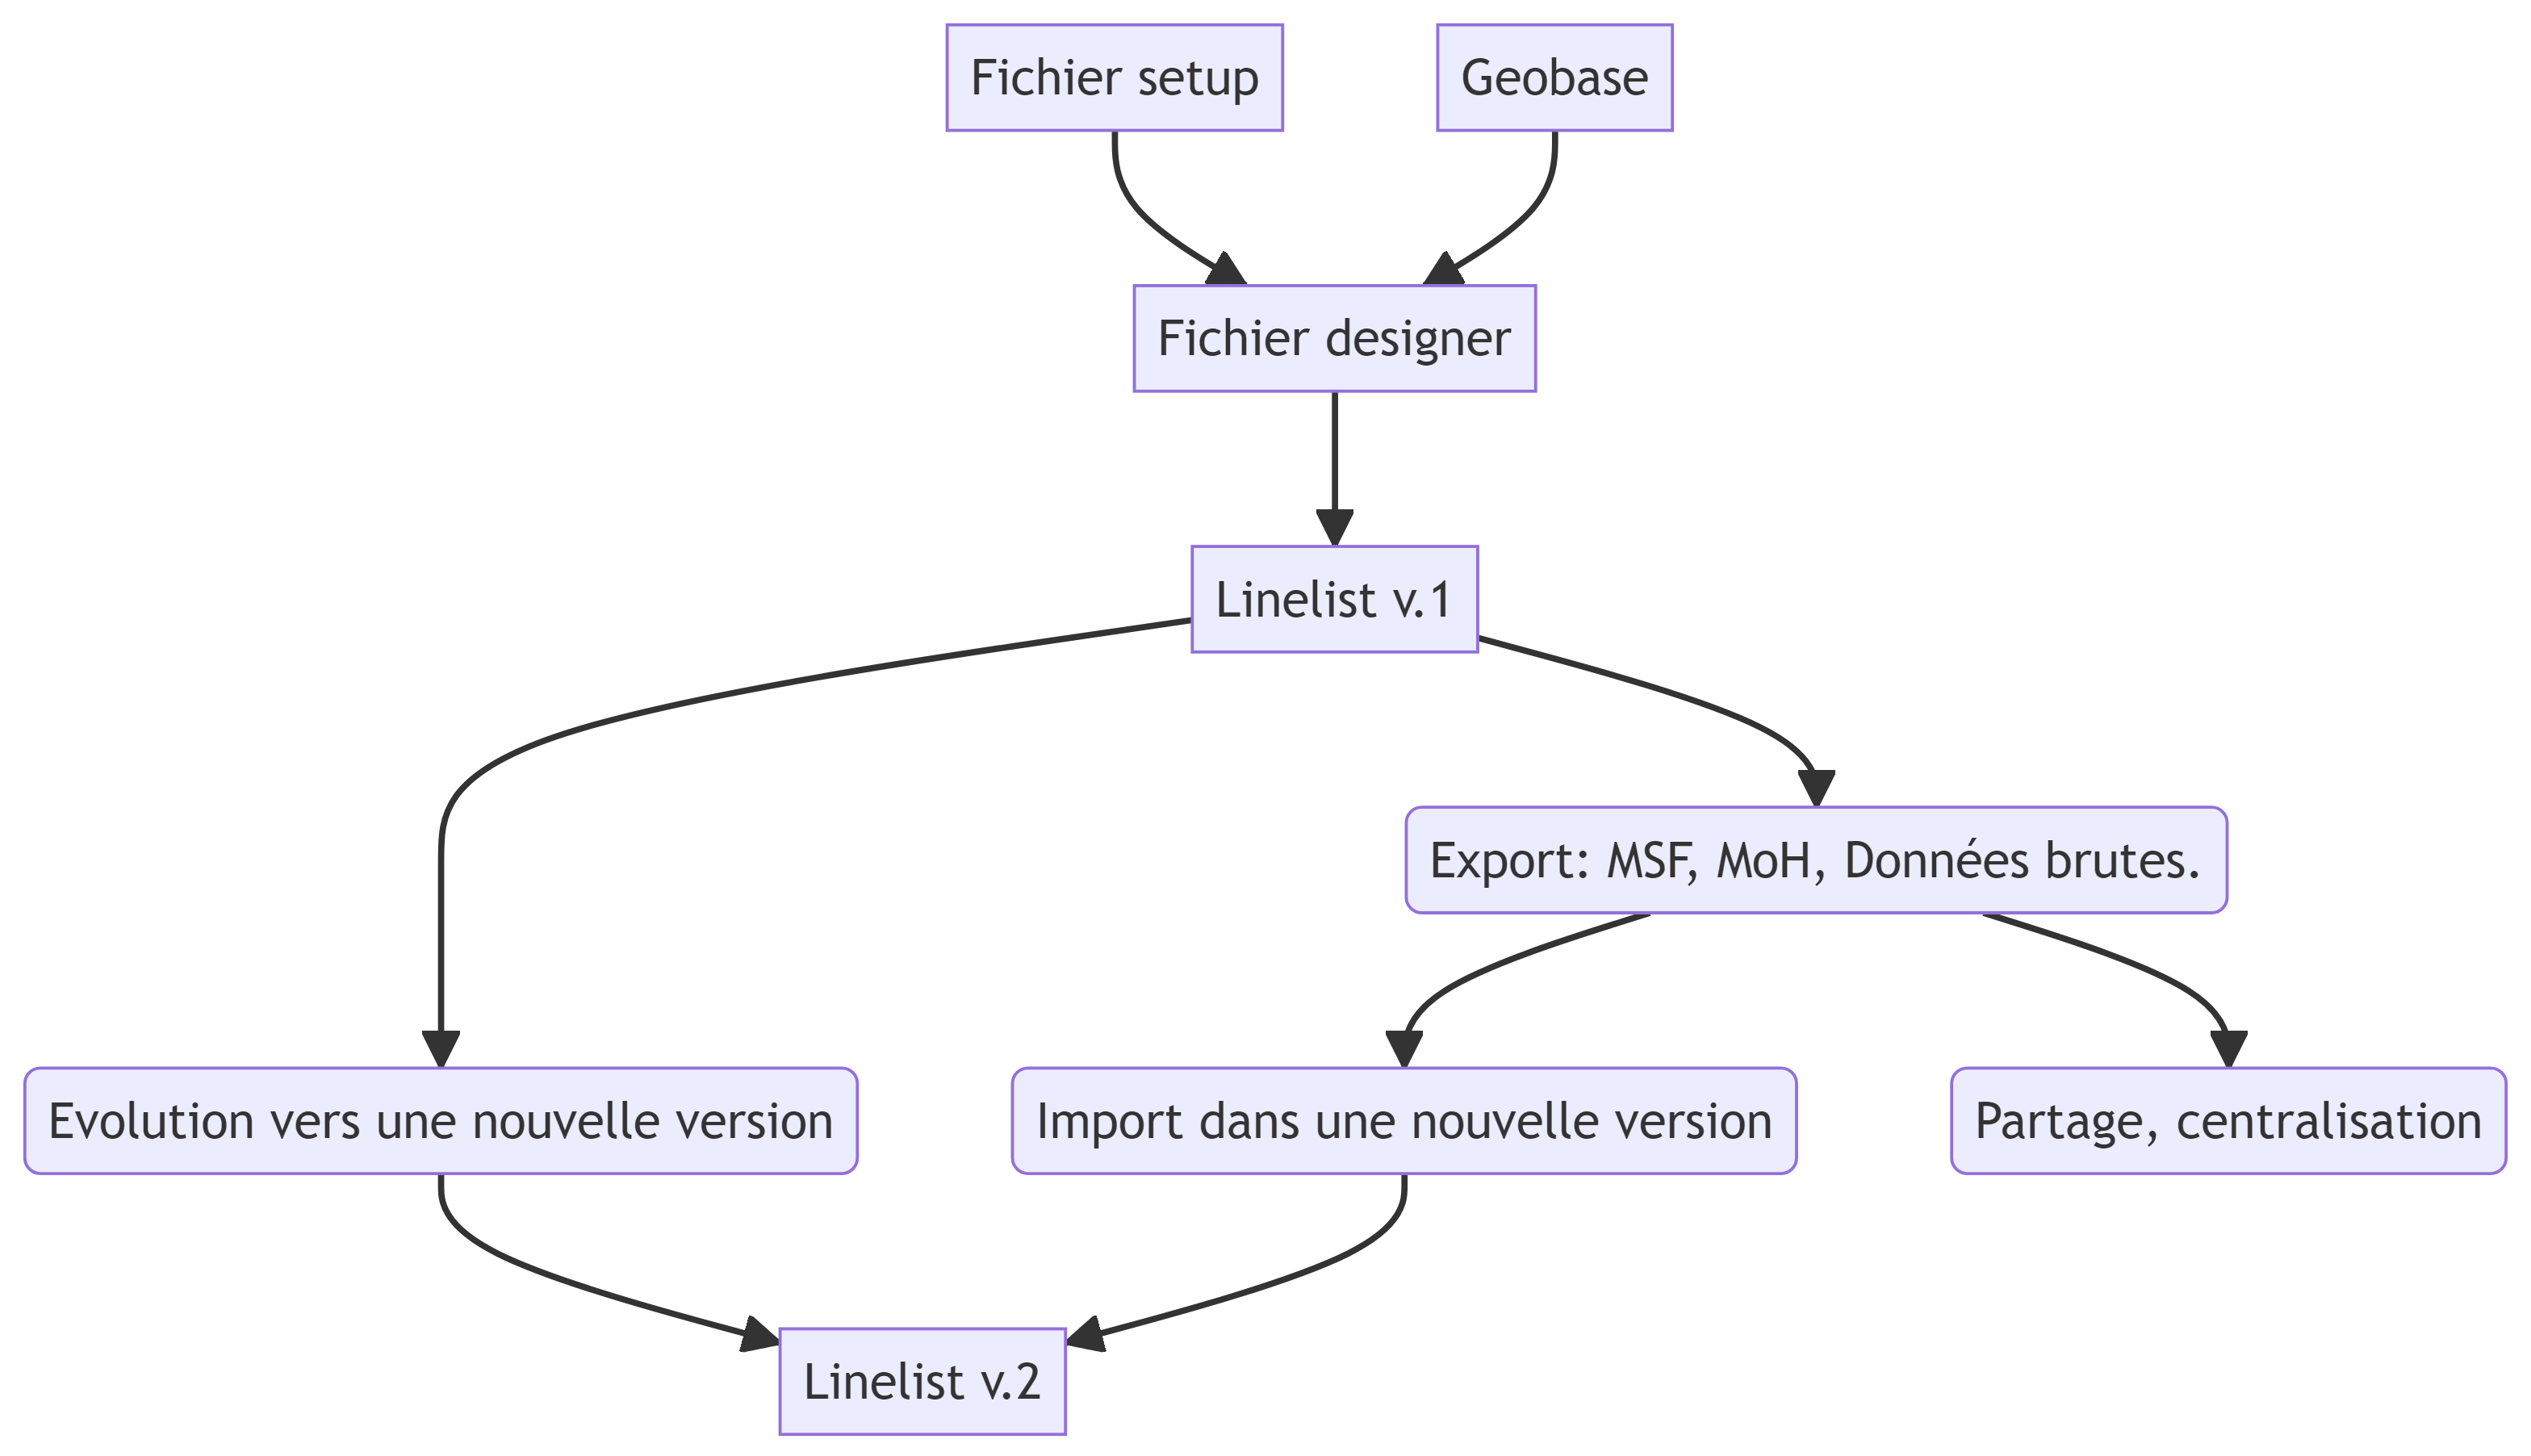 Fichier setup
Geobase
Fichier designer
Linelist v.1
Export: MSF, MoH, Données brutes.
Evolution vers une nouvelle version
Import dans une nouvelle version
Partage, centralisation
Linelist v.2